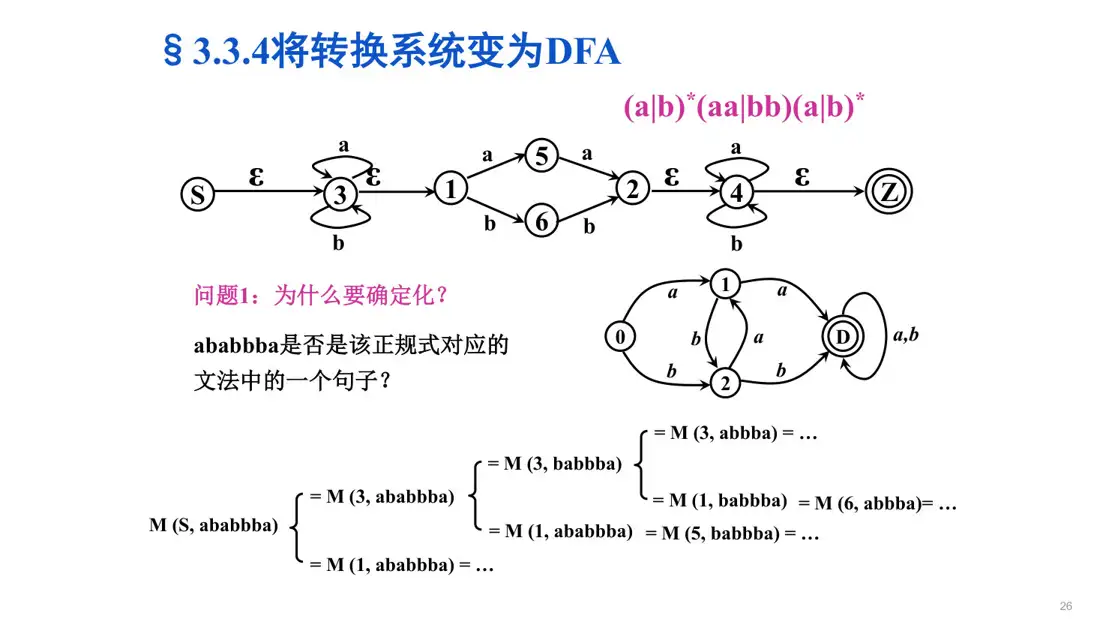 §3.3.4将转换系统变为DFA
(a|b)*(aa|bb)(a|b)*
a
a
a
a
ε
ε
ε
ε
S
3
1
5
6
2
4
Z
b
b
b
b
问题1：为什么要确定化？
ababbba是否是该正规式对应的
文法中的一个句子？
a
1
a
0
b
a
D
a,b
b
2
b
= M (3, abbba) = …
= M (3, babbba)
= M (3, ababbba)
= M (1, babbba) = M (6, abbba)= …
M (S, ababbba)
= M (1, ababbba) = M (5, babbba) = …
= M (1, ababbba) = …
26